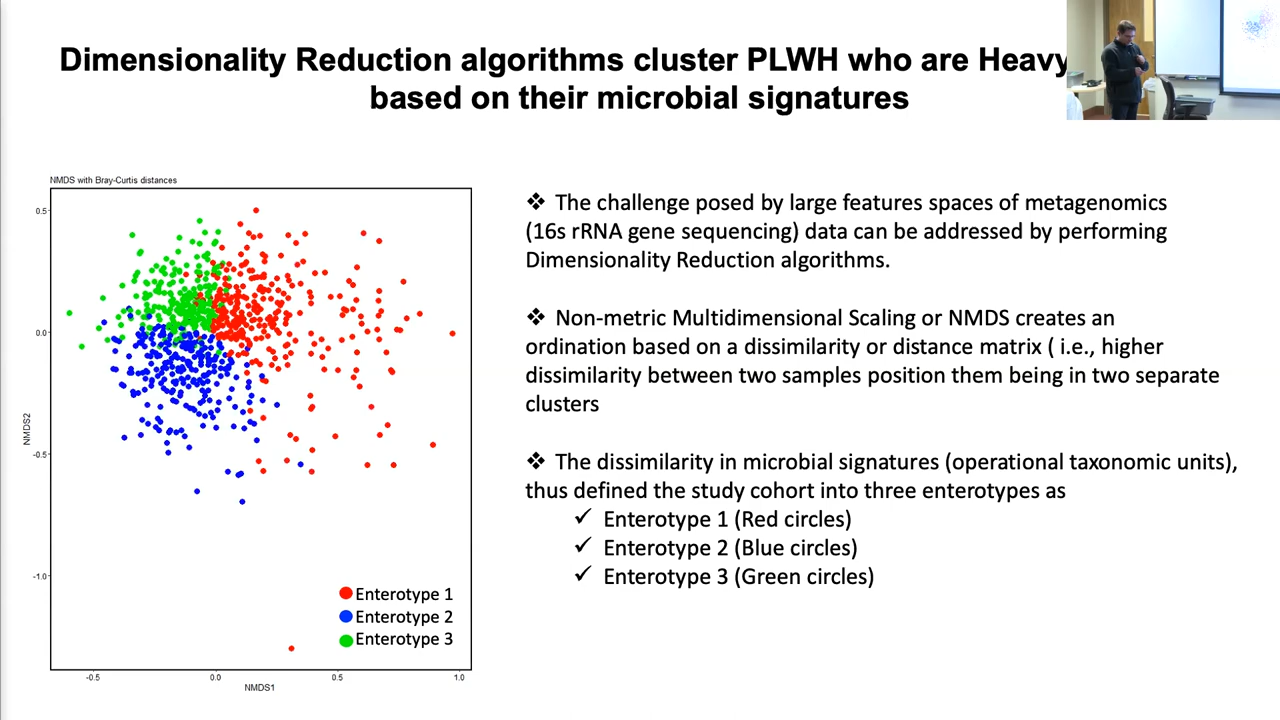 Dimensionality Reduction algorithms cluster PLWH who are Heavy
based on their microbial signatures
NMDS with Bray-Curtis distances
0.5
0.0
-0.5
-1.0
NMDS2
-0.5
0.0
0.5
1.0
NMDS1
Enterotype 1
Enterotype 2
Enterotype 3
❖ The challenge posed by large features spaces of metagenomics
(16s rRNA gene sequencing) data can be addressed by performing
Dimensionality Reduction algorithms.
❖ Non-metric Multidimensional Scaling or NMDS creates an
ordination based on a dissimilarity or distance matrix ( i.e., higher
dissimilarity between two samples position them being in two separate
clusters
❖ The dissimilarity in microbial signatures (operational taxonomic units),
thus defined the study cohort into three enterotypes as
✓ Enterotype 1 (Red circles)
✓ Enterotype 2 (Blue circles)
✓ Enterotype 3 (Green circles)